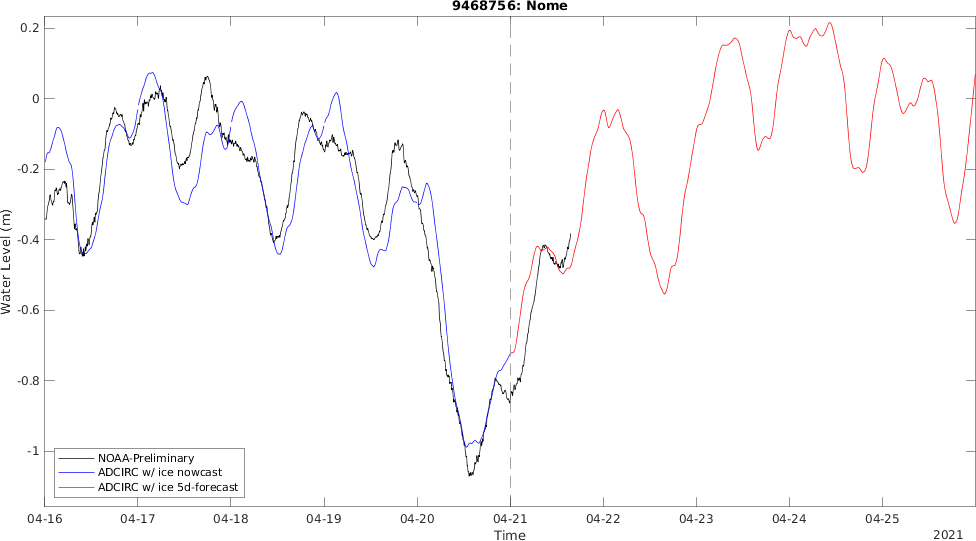 9468756: Nome
0.2
0
-0.2
-0.4
-0.6
-0.8
-1
Water Level (m)
NOAA-Preliminary
ADCIRC w/ ice nowcast
ADCIRC w/ ice 5d-forecast
04-16 04-17 04-18 04-19 04-20 04-21 04-22 04-23 04-24 04-25
Time
2021